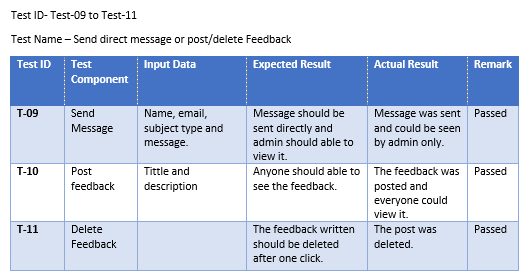 Test ID- Test-09 to Test-11
Test Name – Send direct message or post/delete Feedback
Test ID Test Input Data Expected Result Actual Result Remark
Component
T-09 Send Name, email, Message should be Message was sent Passed
Message subject type and sent directly and and could be seen
message. admin should able to by admin only.
view it.
T-10 Post Tittle and Anyone should able to The feedback was Passed
feedback description see the feedback. posted and
everyone could
view it.
T-11 Delete The feedback written The post was Passed
Feedback should be deleted deleted.
after one click.